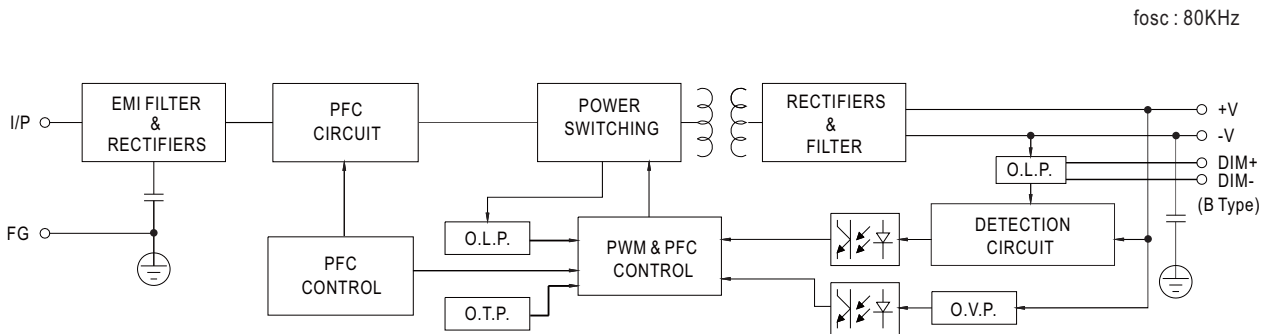 fosc : 80KHz
I/P
EMI FILTER
&
RECTIFIERS
PFC
CIRCUIT
POWER
SWITCHING
RECTIFIERS
&
FILTER
+V
-V
O.L.P.
DIM+
DIM-
(B Type)
FG
O.L.P.
PFC
CONTROL
PWM & PFC
CONTROL
DETECTION
CIRCUIT
O.T.P.
O.V.P.